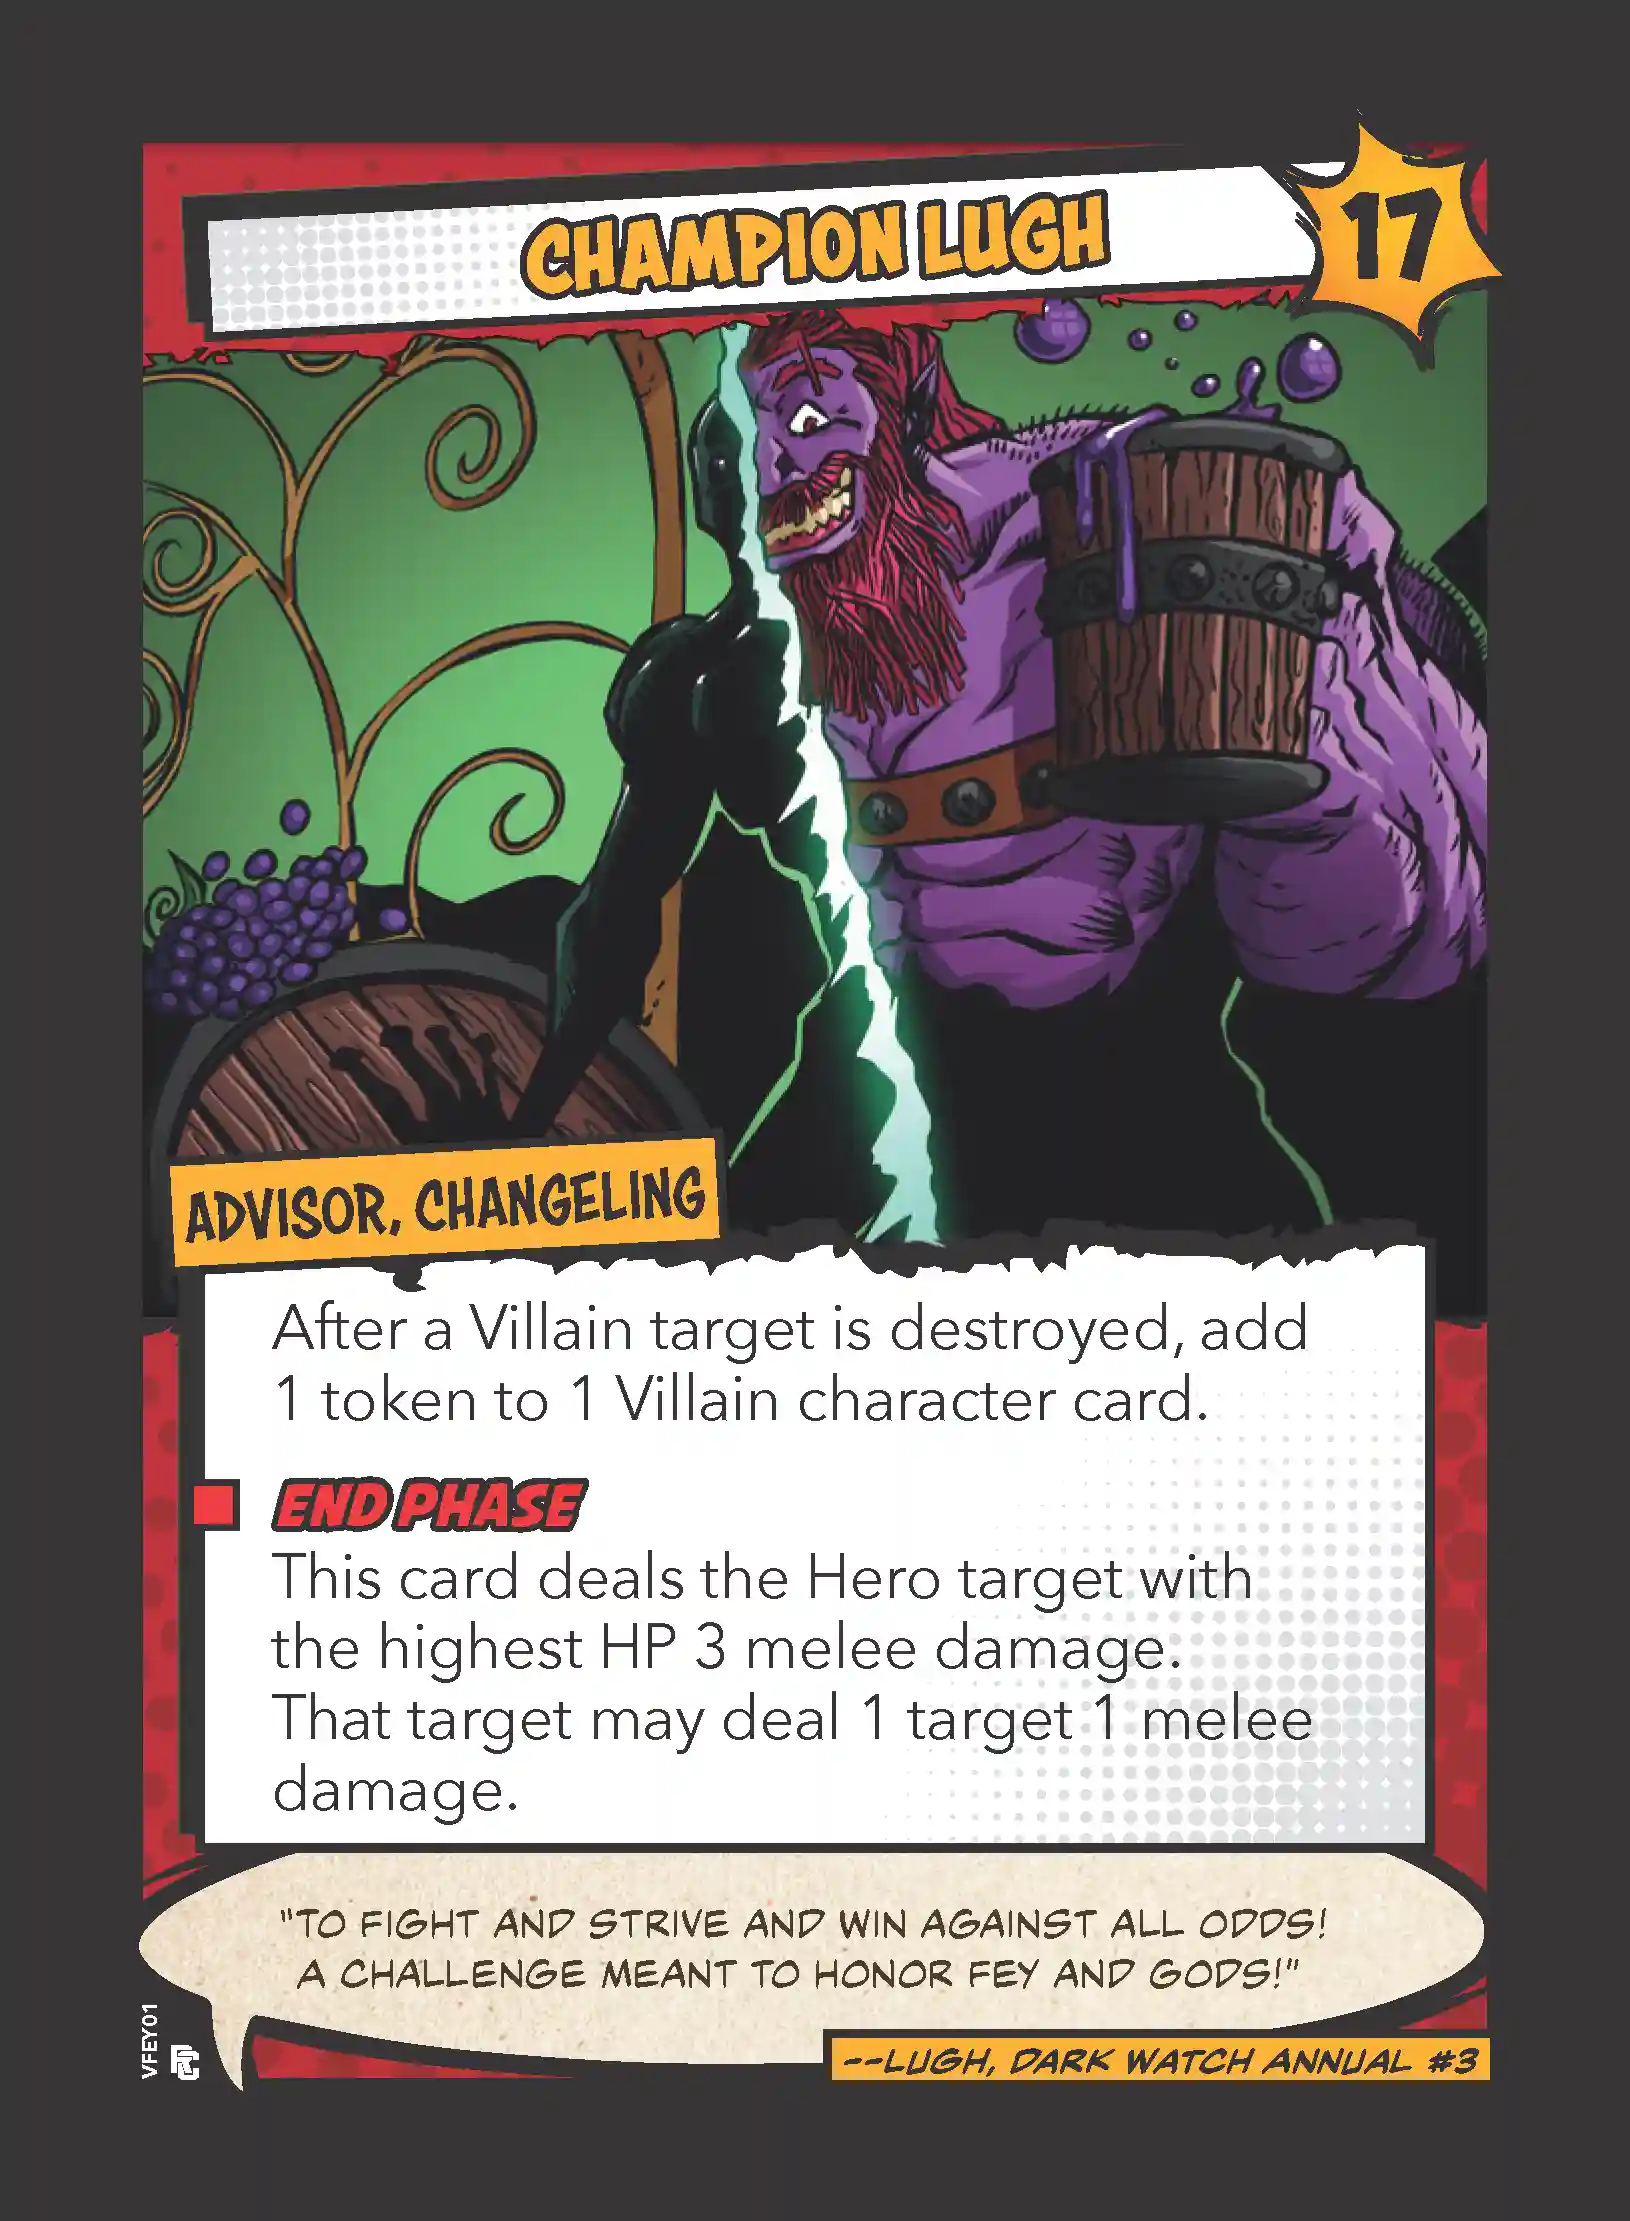 CHAMPION LUGH
17
ADVISOR, CHANGELING
After a Villain target is destroyed, add
1 token to 1 Villain character card.
END PHASE
This card deals the Hero target with
the highest HP 3 melee damage.
That target may deal 1 target 1 melee
damage.
"TO FIGHT AND STRIVE AND WIN AGAINST ALL ODDS!
A CHALLENGE MEANT TO HONOR FEY AND GODS!"
--LUGH, DARK WATCH ANNUAL #3
VFEY01